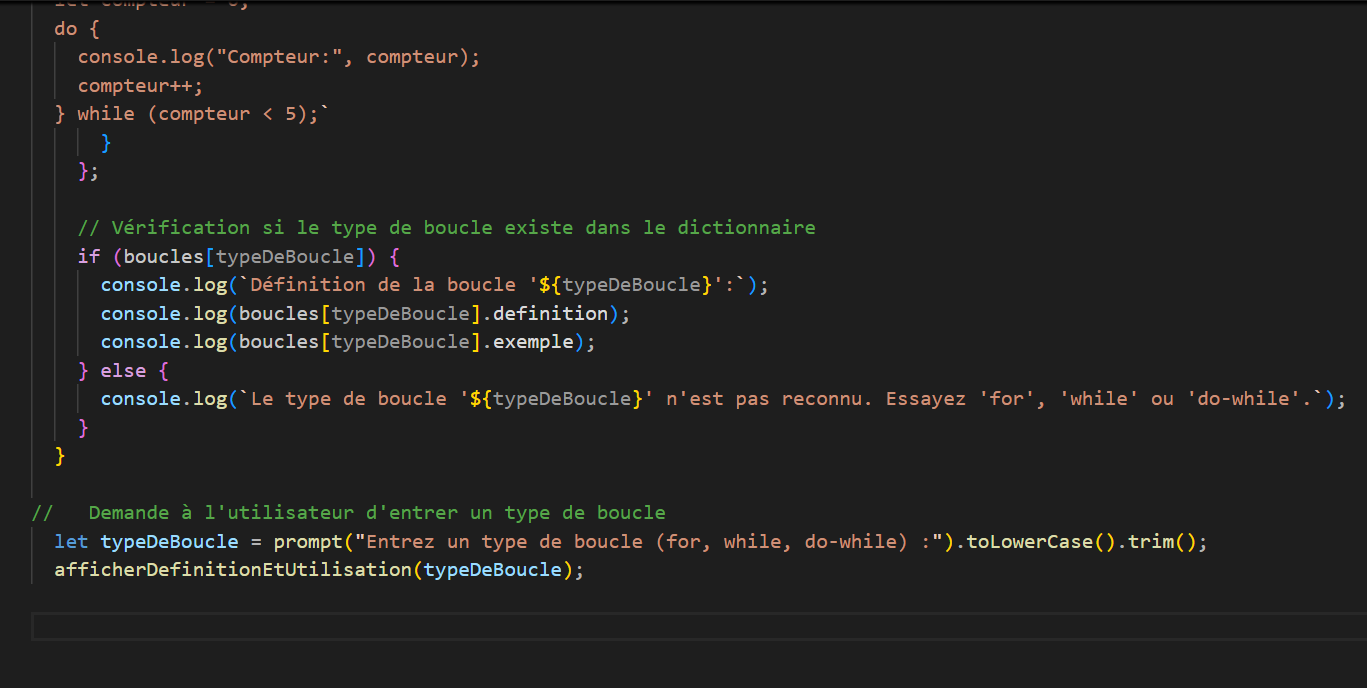 let compteur = 0;
do {
console.log("Compteur:", compteur);
compteur++;
} while (compteur < 5);`
}
};
// Vérification si le type de boucle existe dans le dictionnaire
if (boucles[typeDeBoucle]) {
console.log(`Définition de la boucle '${typeDeBoucle}':`);
console.log(boucles[typeDeBoucle].definition);
console.log(boucles[typeDeBoucle].exemple);
} else {
console.log(`Le type de boucle '${typeDeBoucle}' n'est pas reconnu. Essayez 'for', 'while' ou 'do-while'.`);
}
}
// Demande à l'utilisateur d'entrer un type de boucle
let typeDeBoucle = prompt("Entrez un type de boucle (for, while, do-while) :").toLowerCase().trim();
afficherDefinitionEtUtilisation(typeDeBoucle);